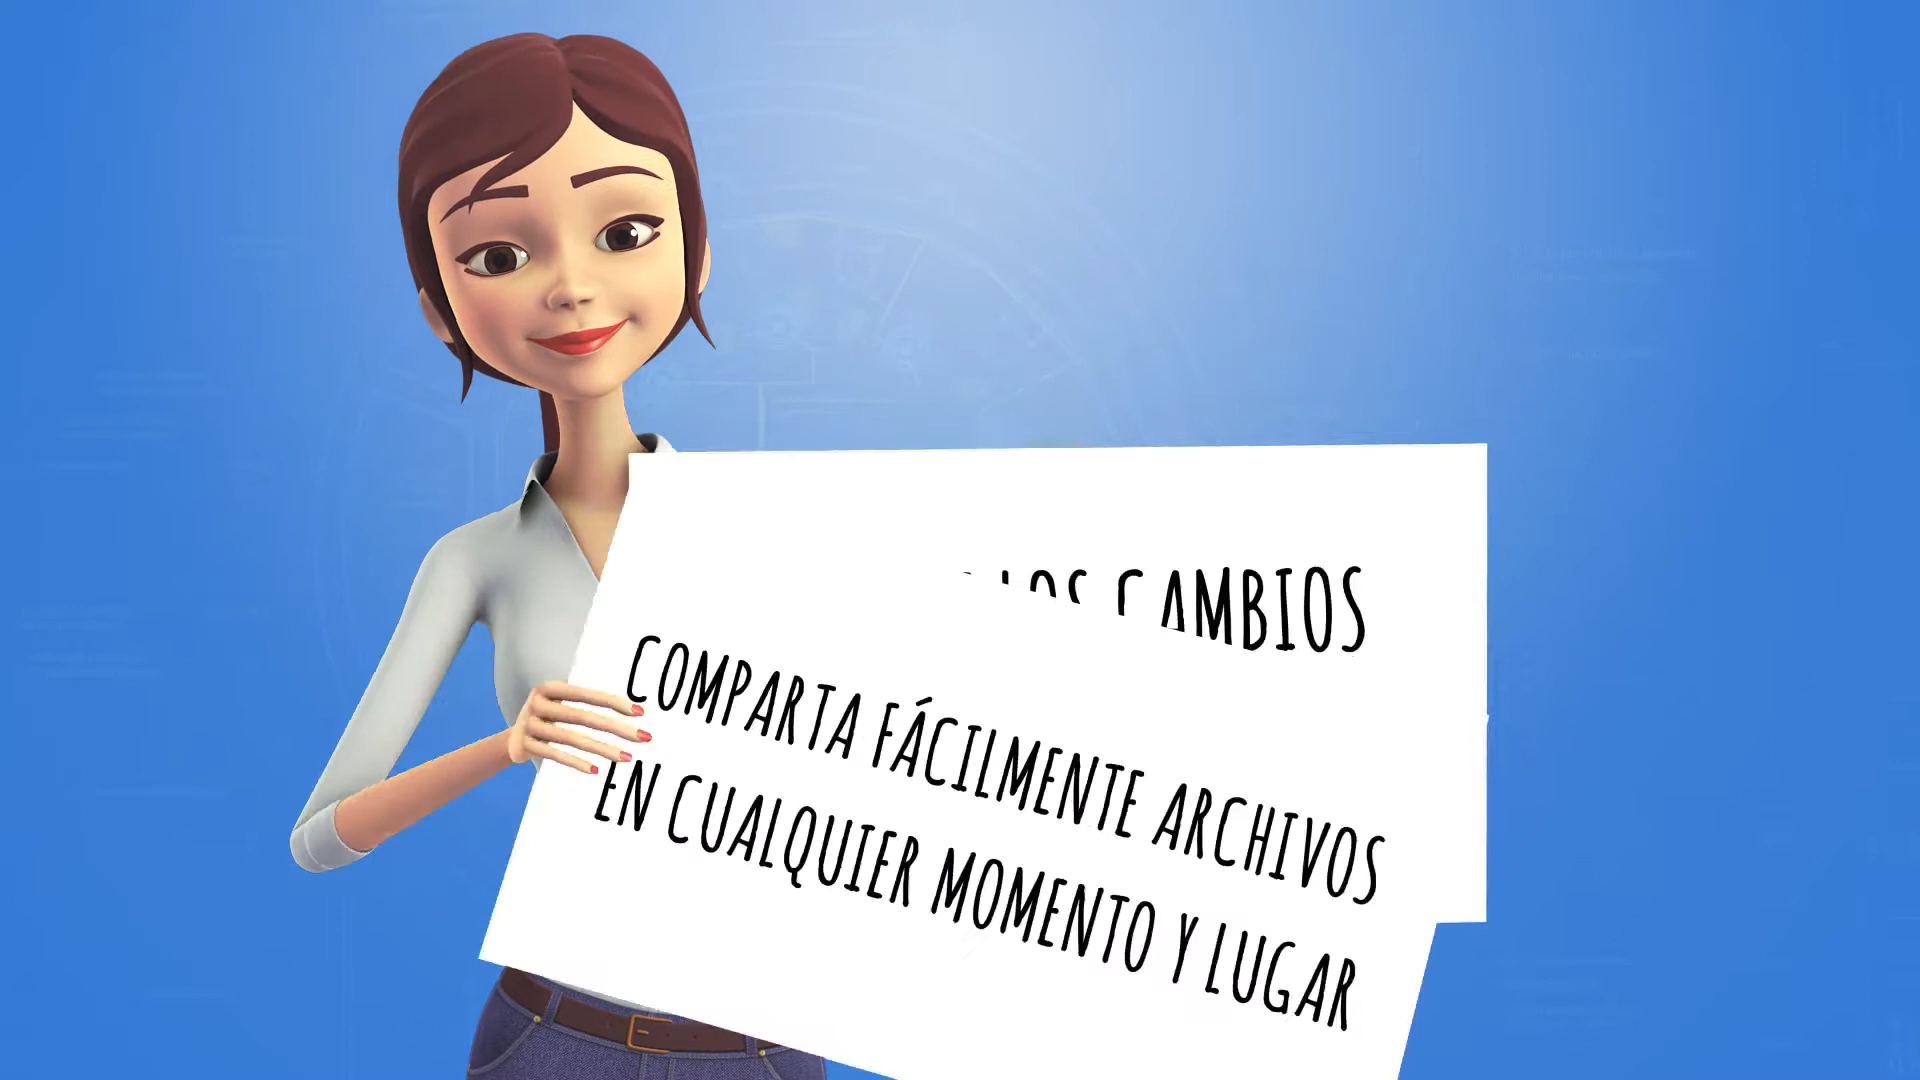 CAMBIOS
COMPARTA FÁCILMENTE ARCHIVOS
EN CUALQUIER MOMENTO Y LUGAR